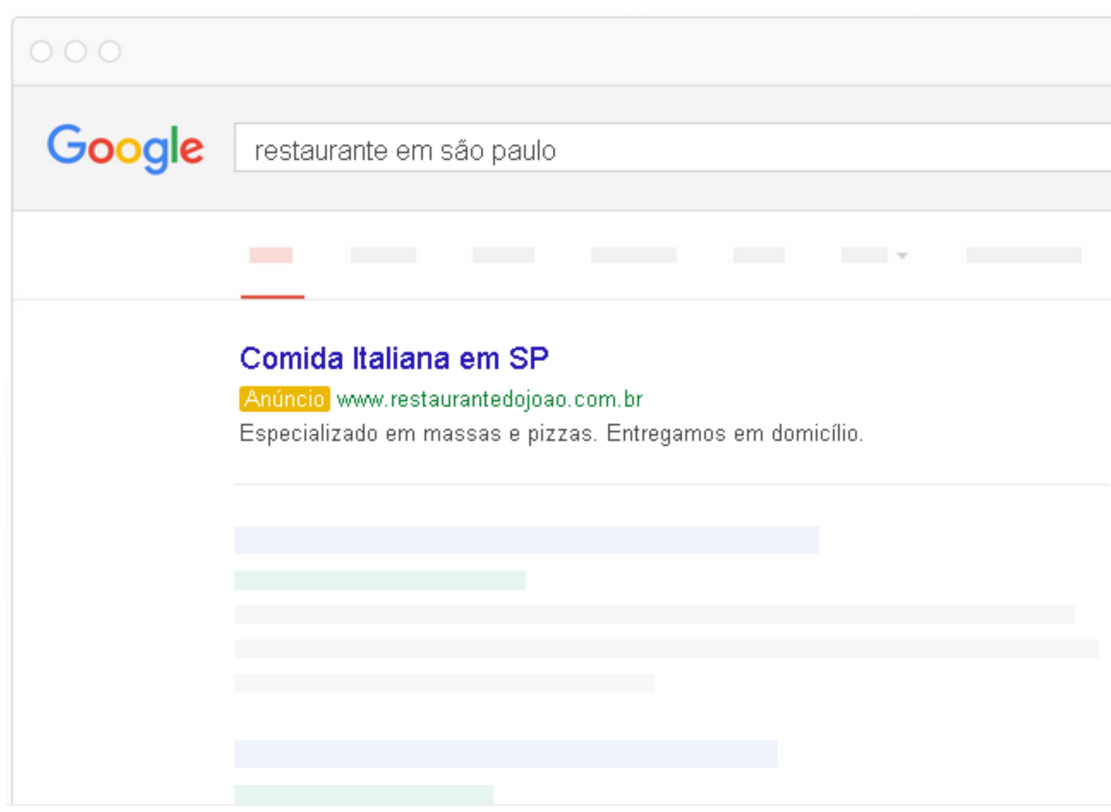 Google
restaurante em são paulo
Comida Italiana em SP
Anúncio www.restaurantedojoao.com.br
Especializado em massas e pizzas. Entregamos em domicílio.